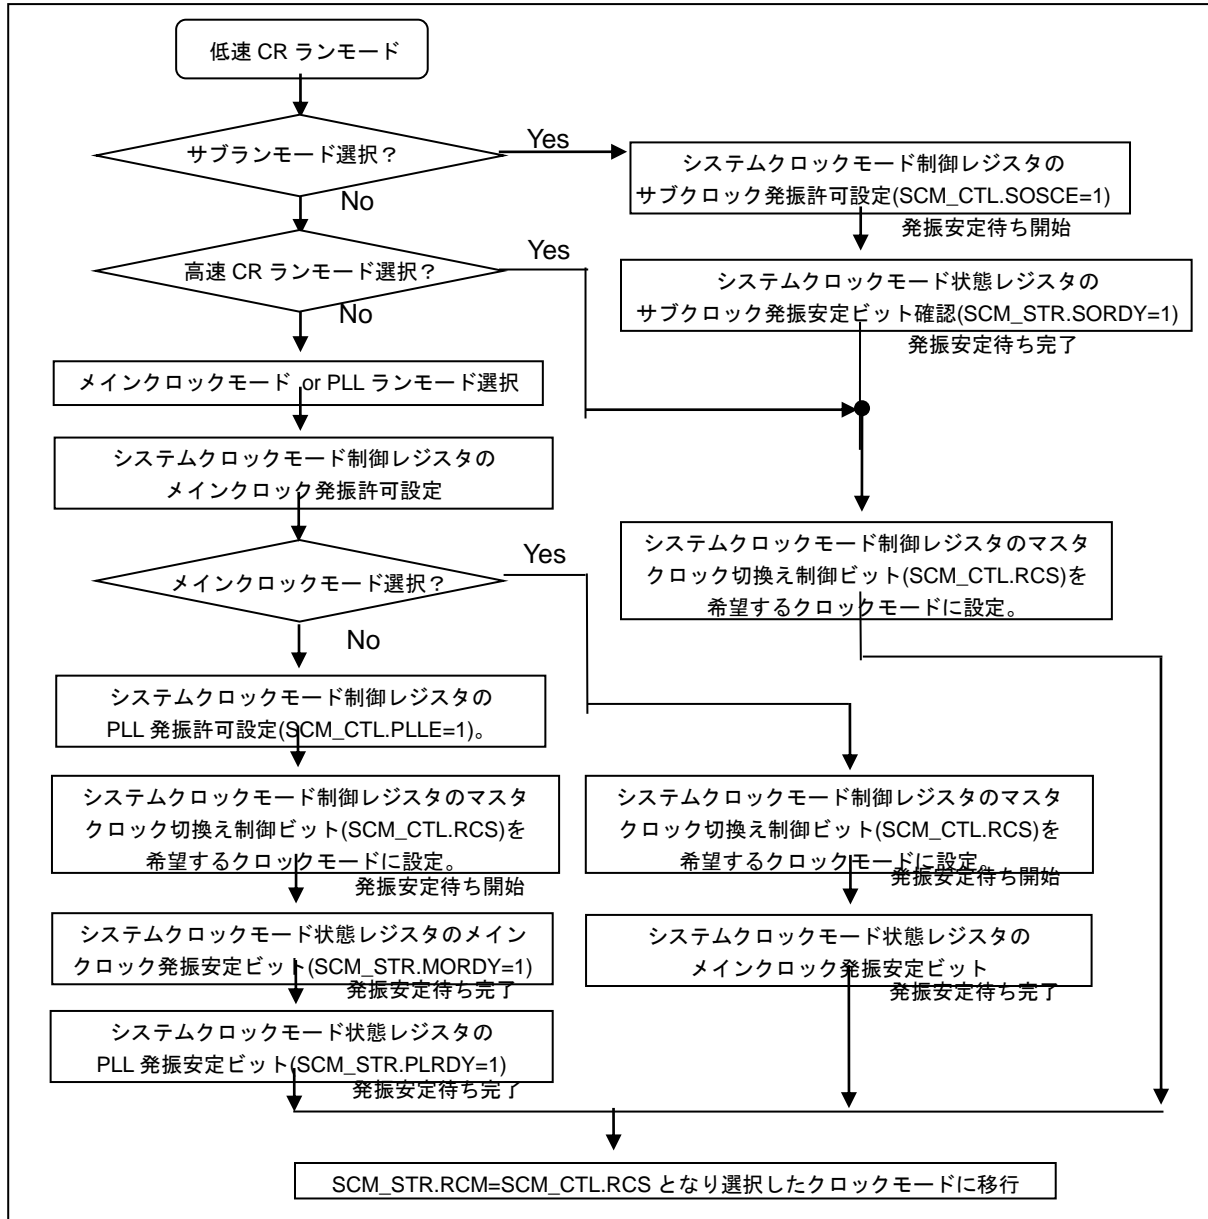 低速 CR ランモード
サブランモード選択？
Yes
No
システムクロックモード制御レジスタの
サブクロック発振許可設定(SCM_CTL.SOSCE=1)
発振安定待ち開始
高速 CR ランモード選択？
Yes
No
システムクロックモード状態レジスタの
サブクロック発振安定ビット確認(SCM_STR.SORDY=1)
発振安定待ち完了
メインクロックモード or PLL ランモード選択
システムクロックモード制御レジスタの
メインクロック発振許可設定
メインクロックモード選択？
Yes
No
システムクロックモード制御レジスタのマスタ
クロック切換え制御ビット(SCM_CTL.RCS)を
希望するクロックモードに設定。
システムクロックモード制御レジスタの
PLL 発振許可設定(SCM_CTL.PLLE=1)。
システムクロックモード制御レジスタのマスタ
クロック切換え制御ビット(SCM_CTL.RCS)を
希望するクロックモードに設定。
発振安定待ち開始
システムクロックモード制御レジスタのマスタ
クロック切換え制御ビット(SCM_CTL.RCS)を
希望するクロックモードに設定。
発振安定待ち開始
システムクロックモード状態レジスタのメイン
クロック発振安定ビット(SCM_STR.MORDY=1)
発振安定待ち完了
システムクロックモード状態レジスタの
メインクロック発振安定ビット
発振安定待ち完了
システムクロックモード状態レジスタの
PLL 発振安定ビット(SCM_STR.PLRDY=1)
発振安定待ち完了
SCM_STR.RCM=SCM_CTL.RCS となり選択したクロックモードに移行